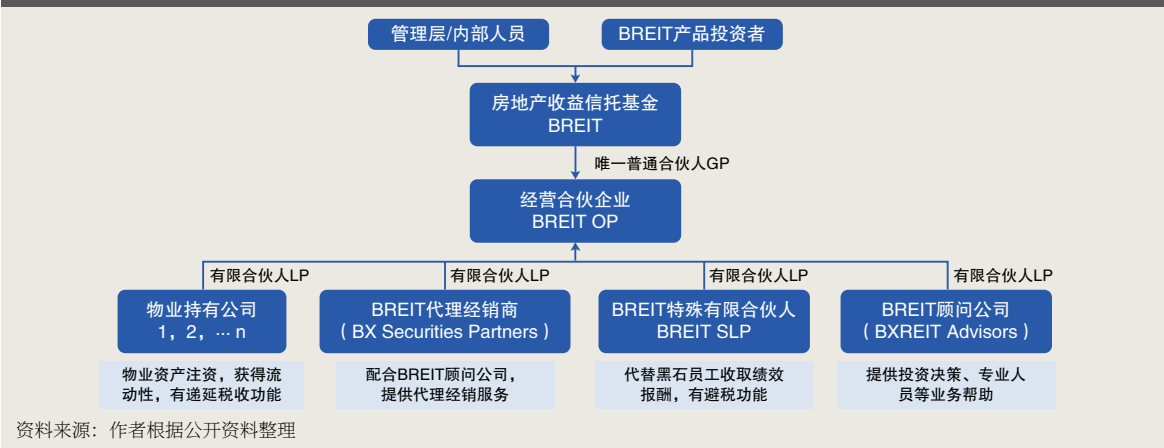 管理层/内部人员
BREIT产品投资者
房地产收益信托基金
BREIT
唯一普通合伙人GP
经营合伙企业
BREIT OP
有限合伙人LP
有限合伙人LP
有限合伙人LP
有限合伙人LP
物业持有公司
1，2，… n
BREIT代理经销商
（ BX Securities Partners ）
BREIT特殊有限合伙人
BREIT SLP
BREIT顾问公司
（ BXREIT Advisors ）
物业资产注资，获得流
动性，有递延税收功能
配合BREIT顾问公司，
提供代理经销服务
代替黑石员工收取绩效
报酬，有避税功能
提供投资决策、专业人
员等业务帮助
资料来源：作者根据公开资料整理